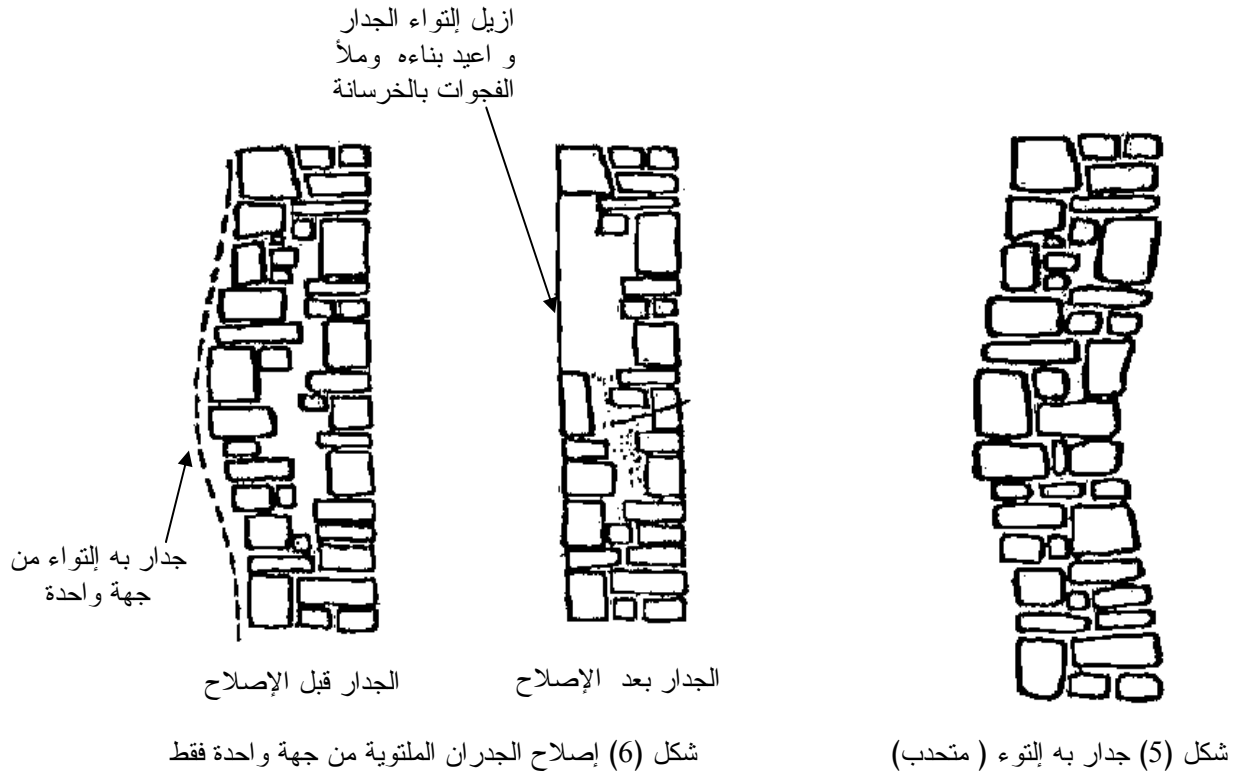 ازيل إلتواء الجدار
و اعيد بناءه وملأ
الفجوات بالخرسانة
جدار به إلتواء من
جهة واحدة
الجدار بعد الإصلاح
الجدار قبل الإصلاح
شكل (5) جدار به إلتوء ( متحدب)
شكل (6) إصلاح الجدران الملتوية من جهة واحدة فقط